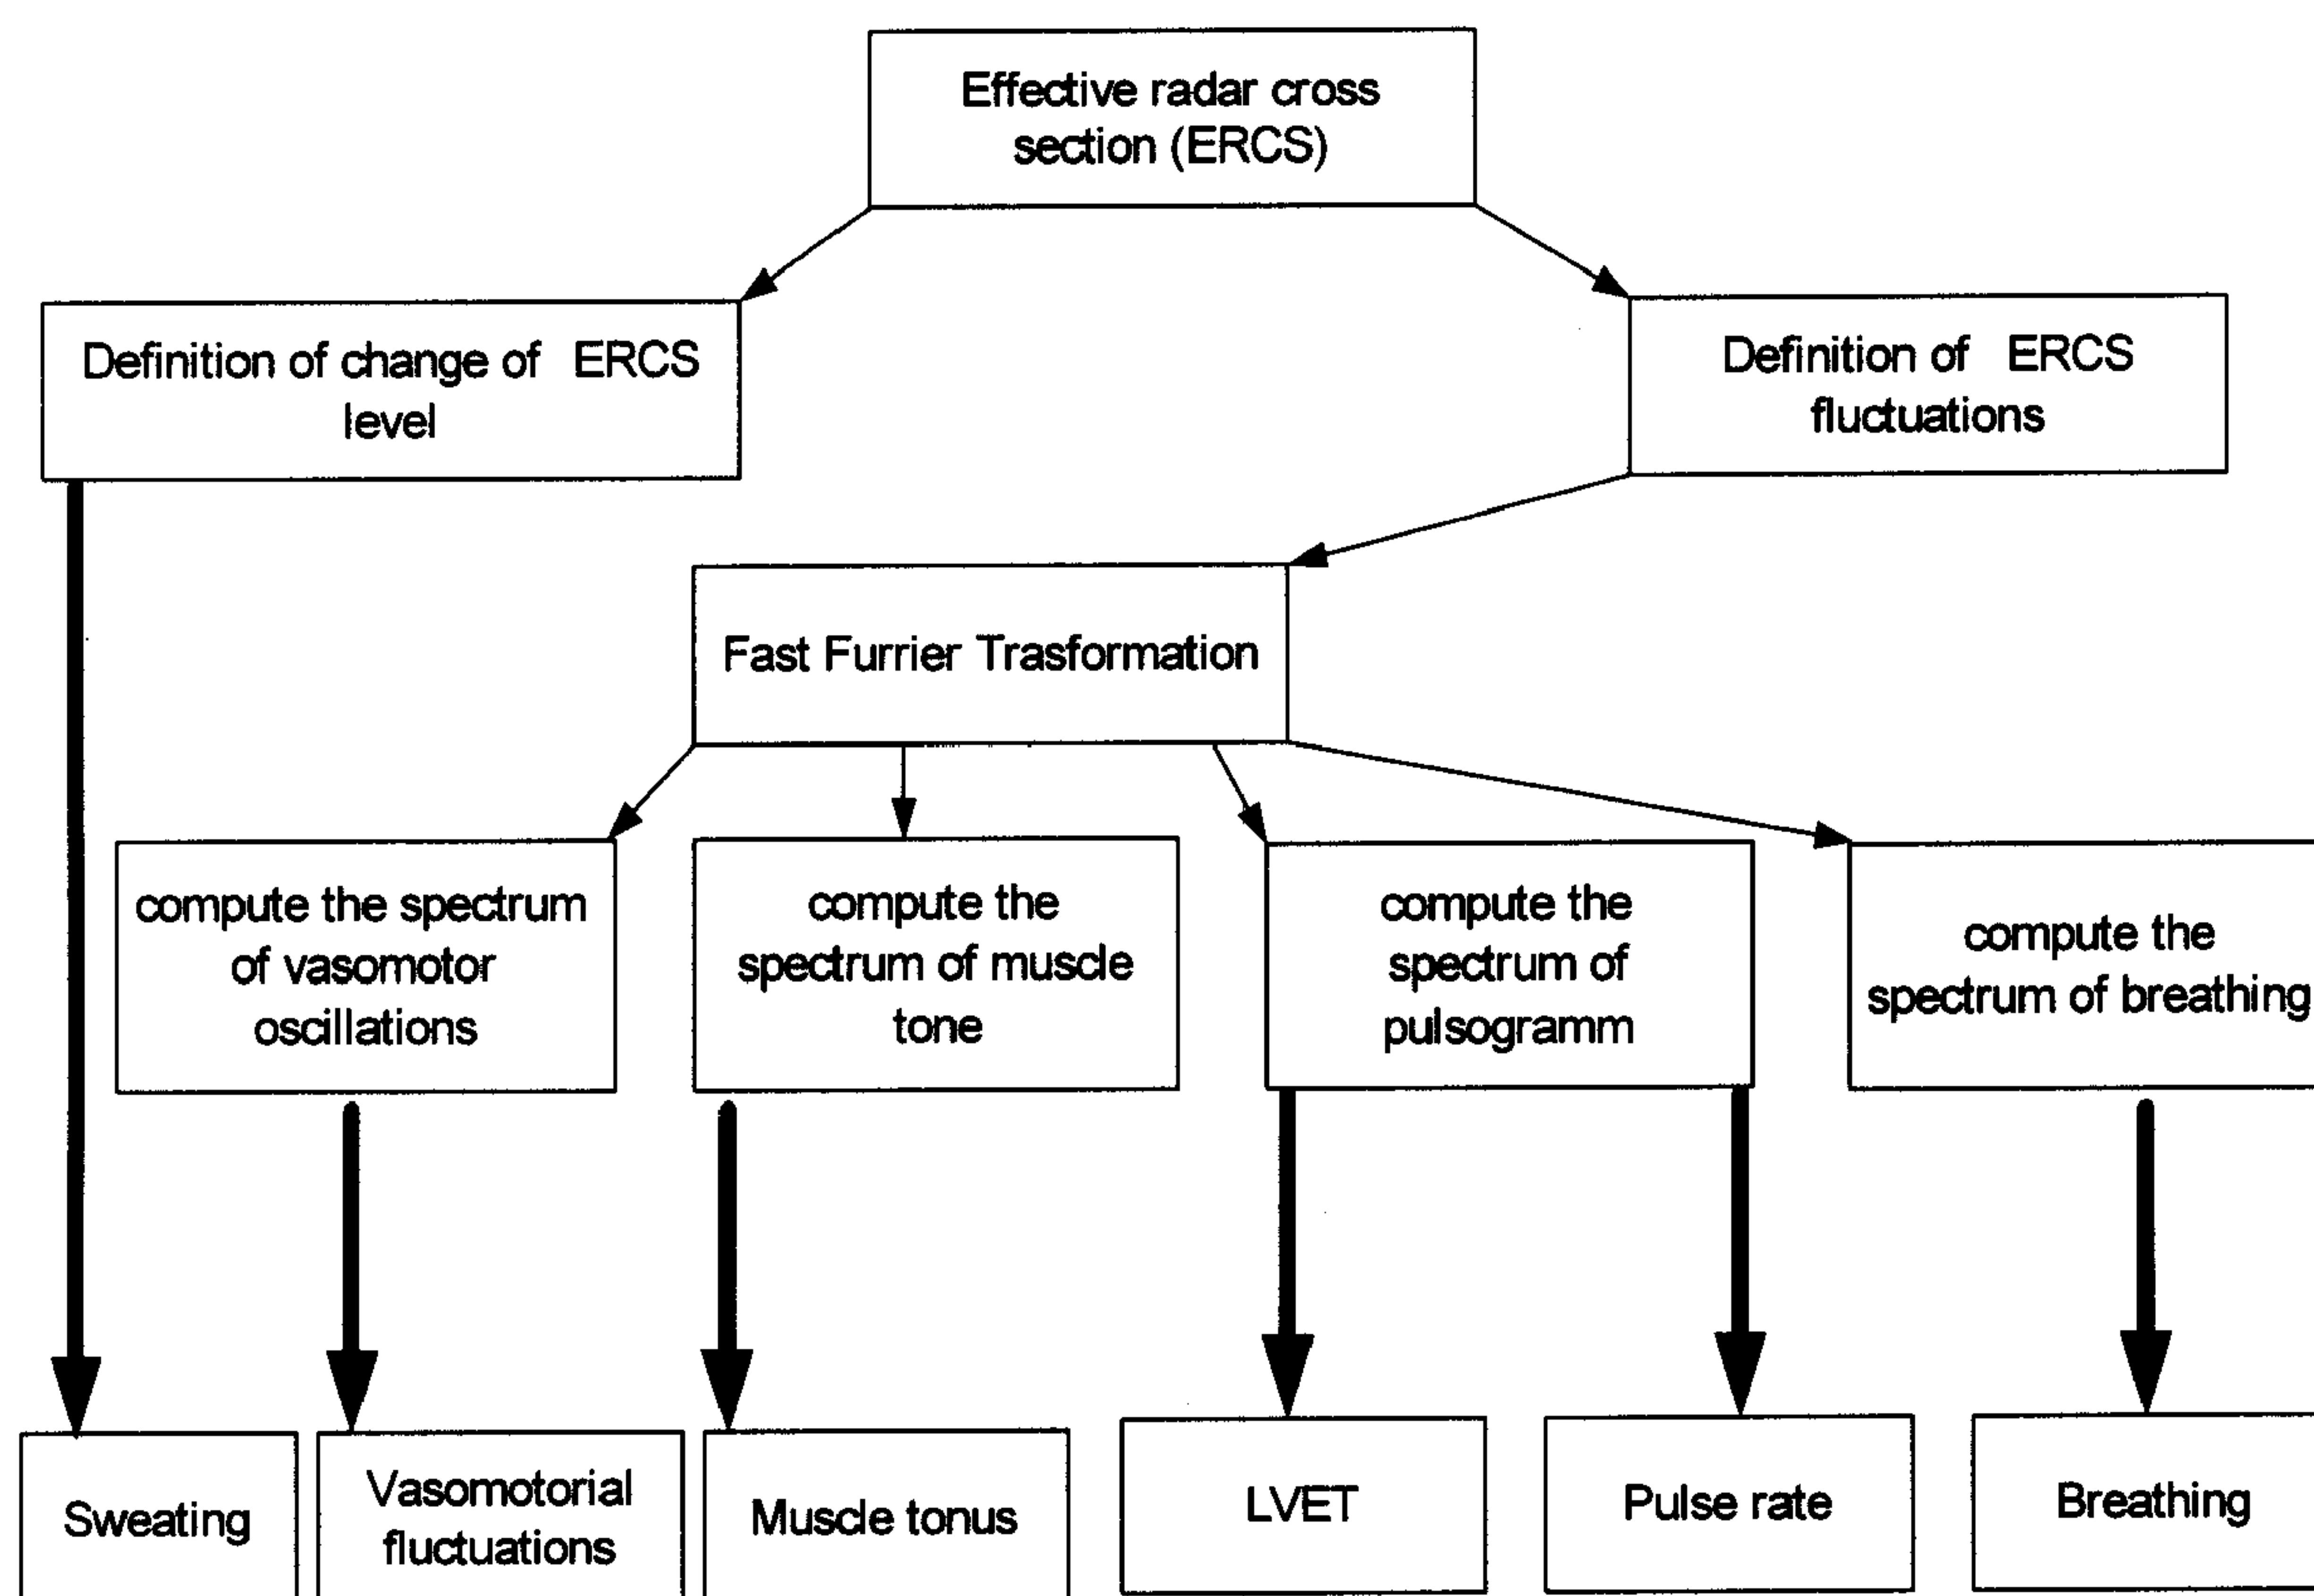 Effective radar cross
section (ERCS)
Definition of change of ERCS
level
Definition of ERCS
fluctuations
Fast Furrier Trasformation
compute the spectrum
of vasomotor
oscillations
compute the
spectrum of muscle
tone
compute the
spectrum of
pulsogramm
compute the
spectrum of breathing
Sweating
Vasomotorial
fluctuations
Muscle tonus
LVET
Pulse rate
Breathing